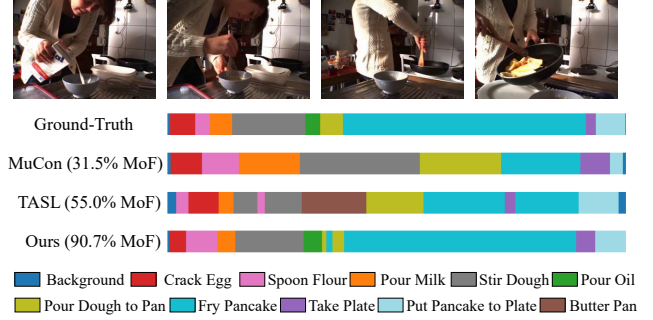 Ground-Truth
MuCon (31.5% MoF)
TASL (55.0% MoF)
Ours (90.7% MoF)
Background Crack Egg Spoon Flour Pour Milk Stir Dough Pour Oil
Pour Dough to Pan Fry Pancake Take Plate Put Pancake to Plate Butter Pan